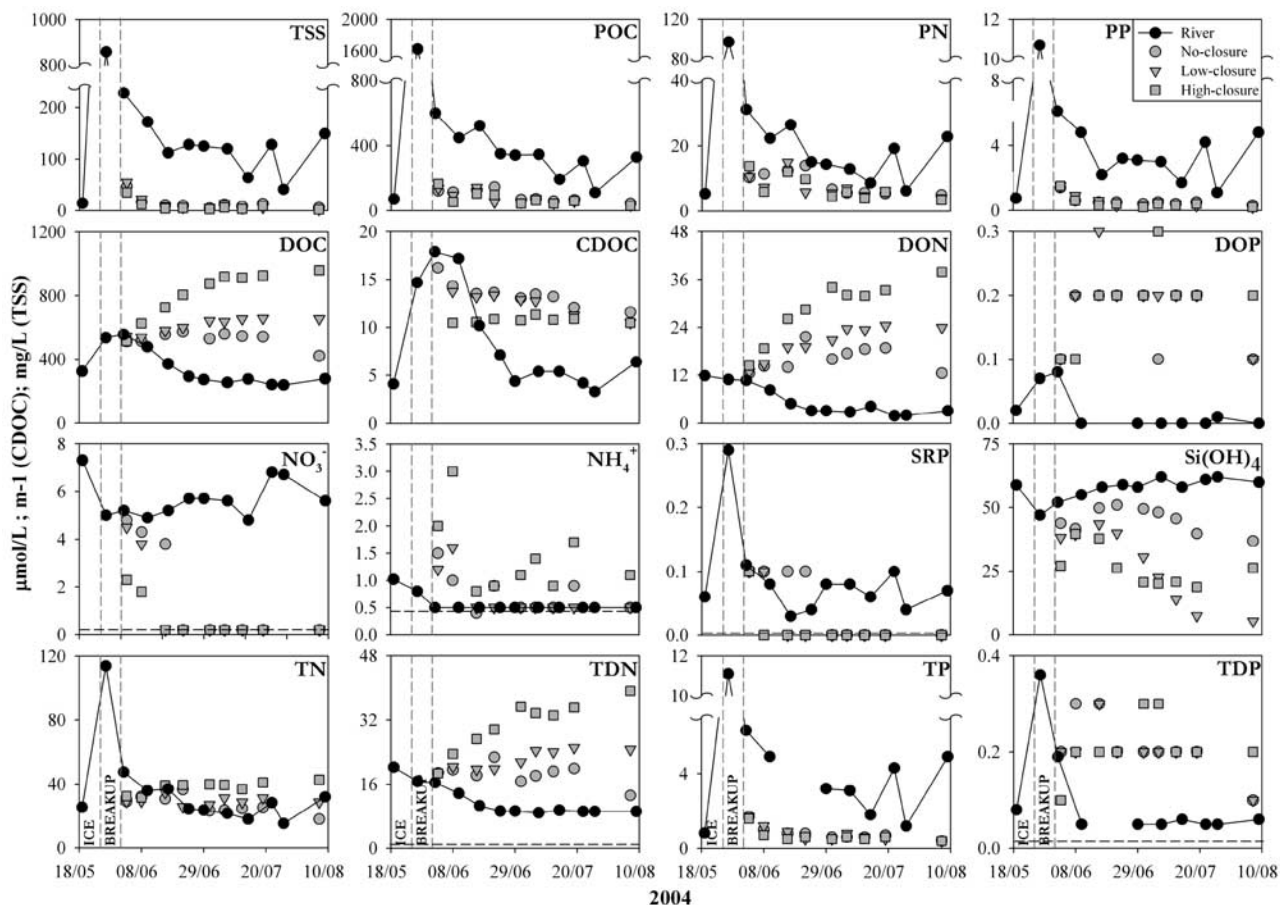 TSS
POC
PN
PP
1000
800
200
100
0
2000
1600
800
400
0
100
80
40
20
0
12
10
8
4
0
River
No-closure
Low-closure
High-closure
DOC
CDOC
DON
DOP
1200
800
400
0
20
15
10
5
0
48
36
24
12
0
0.3
0.2
0.1
0.0
µmol/L ; m-1 (CDOC); mg/L (TSS)
NO₃⁻
NH₄⁺
SRP
Si(OH)₄
8
6
4
2
0
3.5
3.0
2.5
2.0
1.5
1.0
0.5
0.0
0.3
0.2
0.1
0.0
75
50
25
0
TN
TDN
TP
TDP
120
80
40
0
48
36
24
12
0
12
10
4
0
0.4
0.2
0.0
ICE
BREAKUP
ICE
BREAKUP
ICE
BREAKUP
ICE
BREAKUP
18/05 08/06 29/06 20/07 10/08
18/05 08/06 29/06 20/07 10/08
18/05 08/06 29/06 20/07 10/08
18/05 08/06 29/06 20/07 10/08
2004